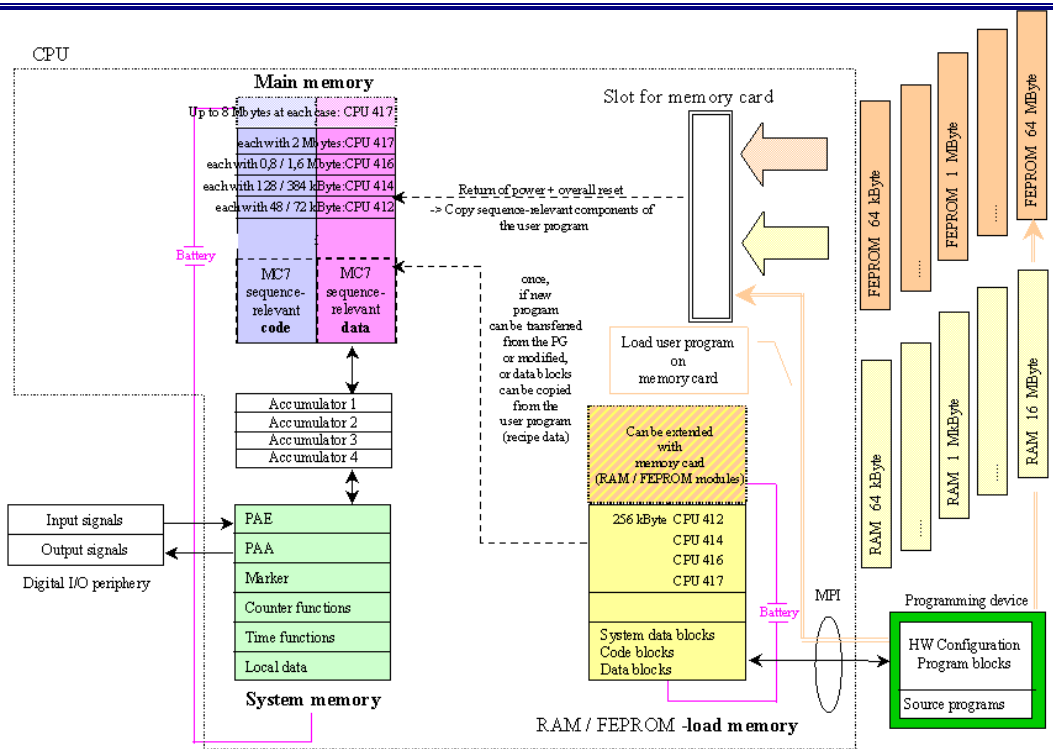 CPU
Main memory
Up to 8 Mbytes at each case: CPU 417
each with 2 Mbytes:CPU 417
each with 0,8 / 1,6 Mbyte:CPU 416
each with 128 / 384 kByte:CPU 414
each with 48 / 72 kByte:CPU 412
:
Battery
MC7
sequence-
relevant
code
MC7
sequence-
relevant
data
Accumulator 1
Accumulator 2
Accumulator 3
Accumulator 4
Input signals
Output signals
Digital I/O periphery
PAE
PAA
Marker
Counter functions
Time functions
Local data
System memory
Return of power + overall reset
-> Copy sequence-relevant components of
the user program
once,
if new
program
can be transferred
from the PG
or modified,
or data blocks
can be copied
from the
user program
(recipe data)
Slot for memory card
Load user program
on
memory card
Can be extended
with
memory card
(RAM / FEPROM modules)
256 kByte CPU 412
CPU 414
CPU 416
CPU 417
System data blocks
Code blocks
Data blocks
Battery
RAM / FEPROM -load memory
MPI
FEPROM 64 kByte
.....
FEPROM 1 MByte
.....
FEPROM 64 MByte
RAM 64 kByte
.....
RAM 1 MkByte
.....
RAM 16 MByte
Programming device
HW Configuration
Program blocks
Source programs